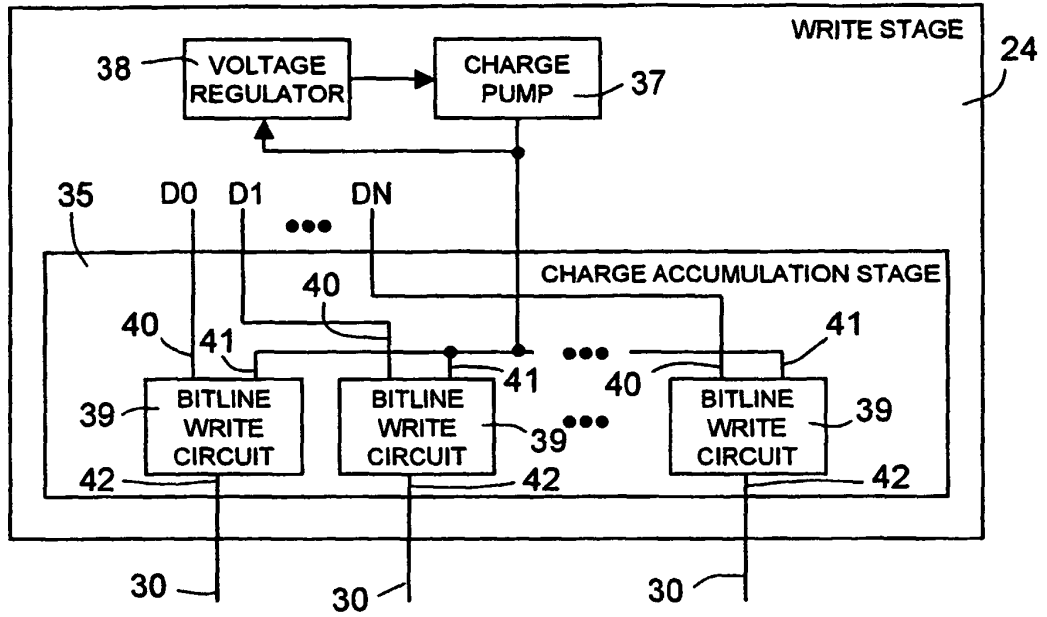 WRITE STAGE
24
38
VOLTAGE
REGULATOR
CHARGE
PUMP
37
35
D0
D1
●●●
DN
CHARGE ACCUMULATION STAGE
40
40
41
41
●●●
40
41
39
BITLINE
WRITE
CIRCUIT
BITLINE
WRITE
CIRCUIT
39
●●●
BITLINE
WRITE
CIRCUIT
39
42
42
42
30
30
30